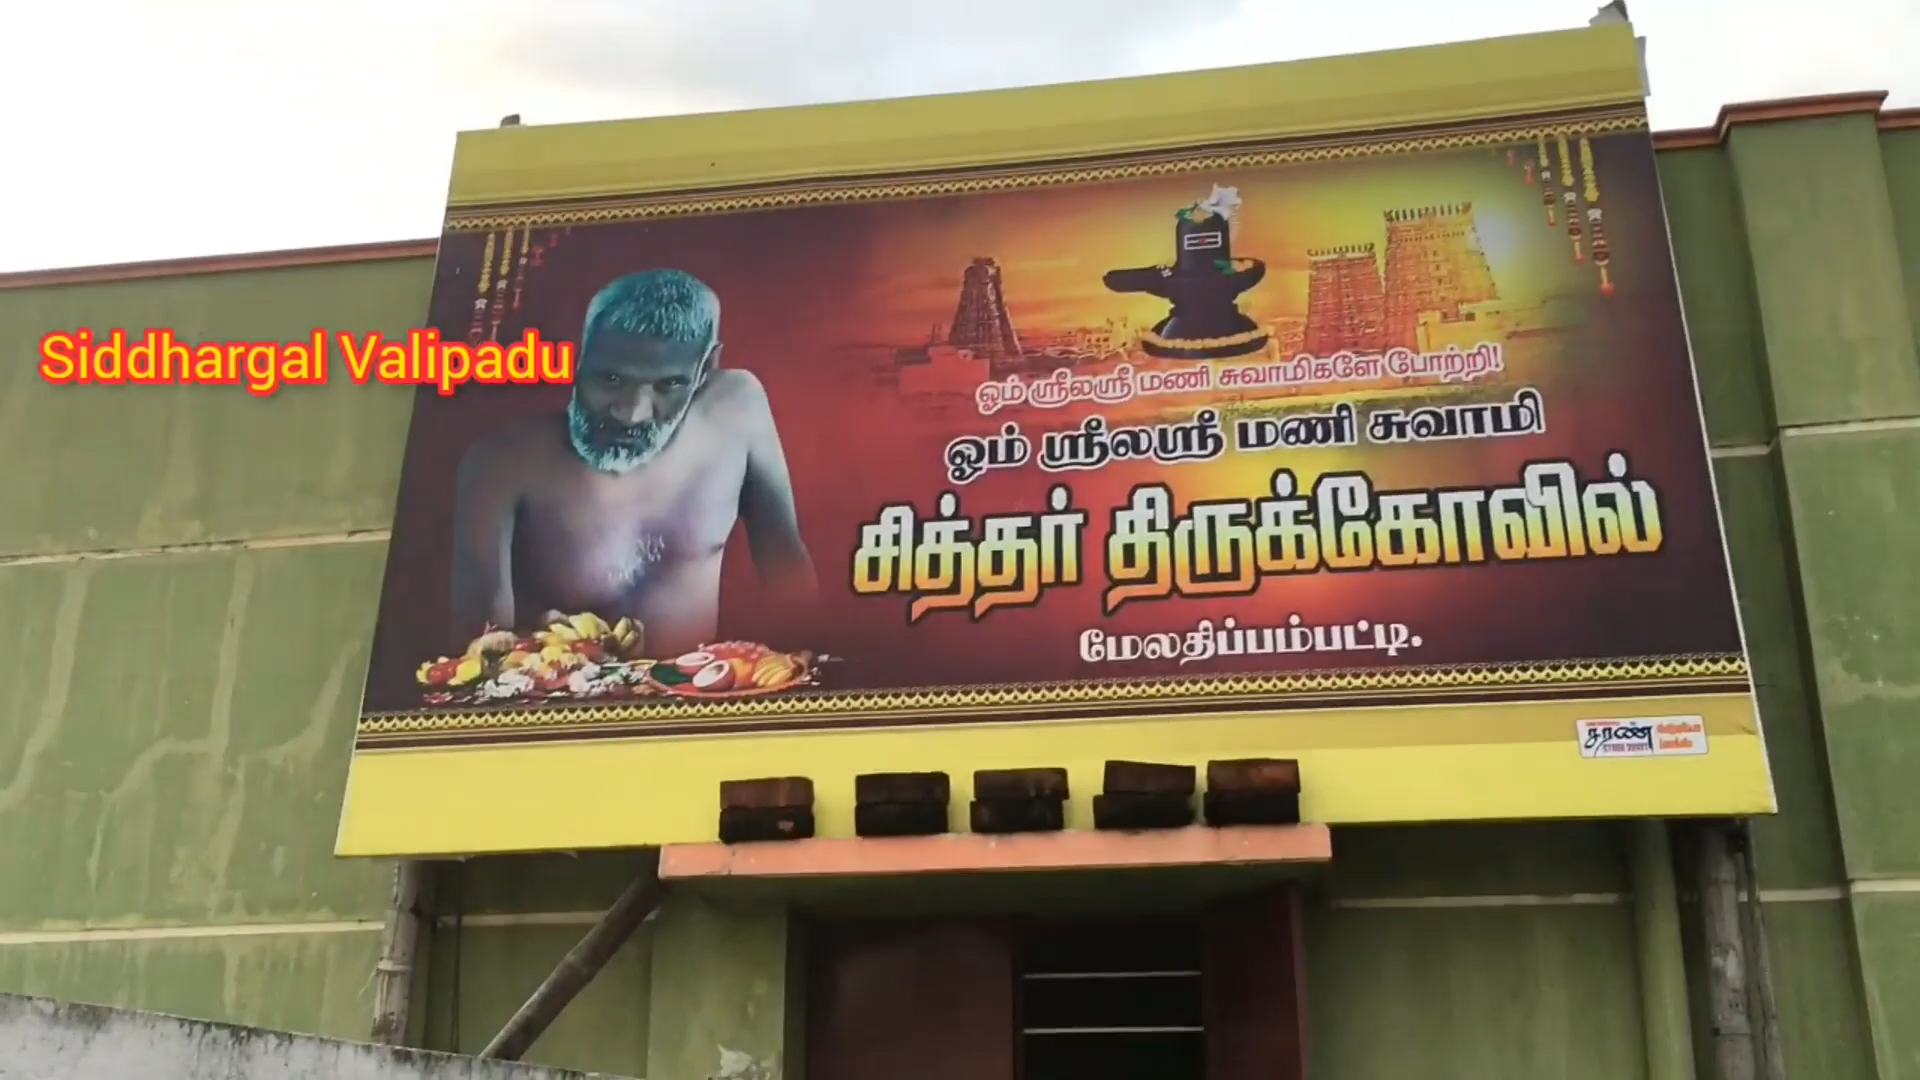 Siddhargal Valipadu
ஓம் ஸ்ரீலஸ்ரீ மணி சுவாமிகளே போற்றி!
ஓம் ஸ்ரீலஸ்ரீ மணி சுவாமி
சித்தர் திருக்கோவில்
மேலதிப்பம்பட்டி.
சரண்